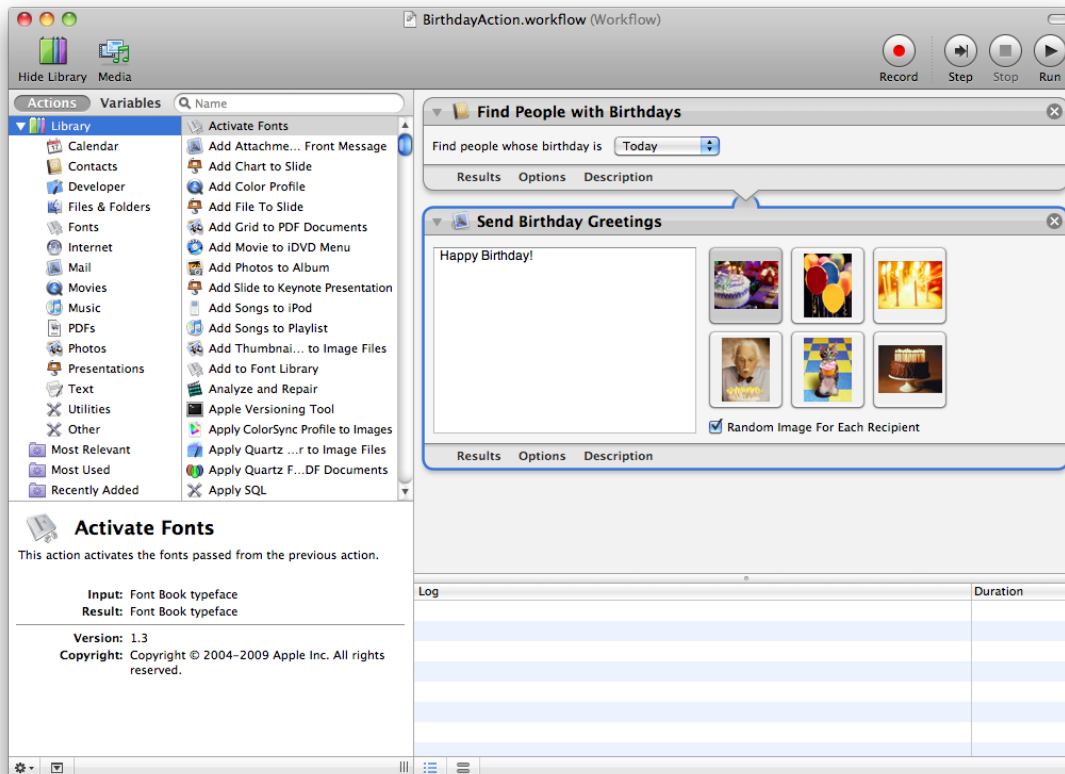 BirthdayAction.workflow (Workflow)
Hide Library Media
Record Step Stop Run
Actions Variables Name
Library
Calendar
Contacts
Developer
Files & Folders
Fonts
Internet
Mail
Movies
Music
PDFs
Photos
Presentations
Text
Utilities
Other
Most Relevant
Most Used
Recently Added
Activate Fonts
Add Attachme... Front Message
Add Chart to Slide
Add Color Profile
Add File To Slide
Add Grid to PDF Documents
Add Movie to iDVD Menu
Add Photos to Album
Add Slide to Keynote Presentation
Add Songs to iPod
Add Songs to Playlist
Add Thumbnai... to Image Files
Add to Font Library
Analyze and Repair
Apple Versioning Tool
Apply ColorSync Profile to Images
Apply Quartz ...r to Image Files
Apply Quartz F...DF Documents
Apply SQL
Activate Fonts
This action activates the fonts passed from the previous action.
Input: Font Book typeface
Result: Font Book typeface
Version: 1.3
Copyright: Copyright © 2004–2009 Apple Inc. All rights
reserved.
Find People with Birthdays
Find people whose birthday is Today
Results Options Description
Send Birthday Greetings
Happy Birthday!
Random Image For Each Recipient
Results Options Description
Log Duration